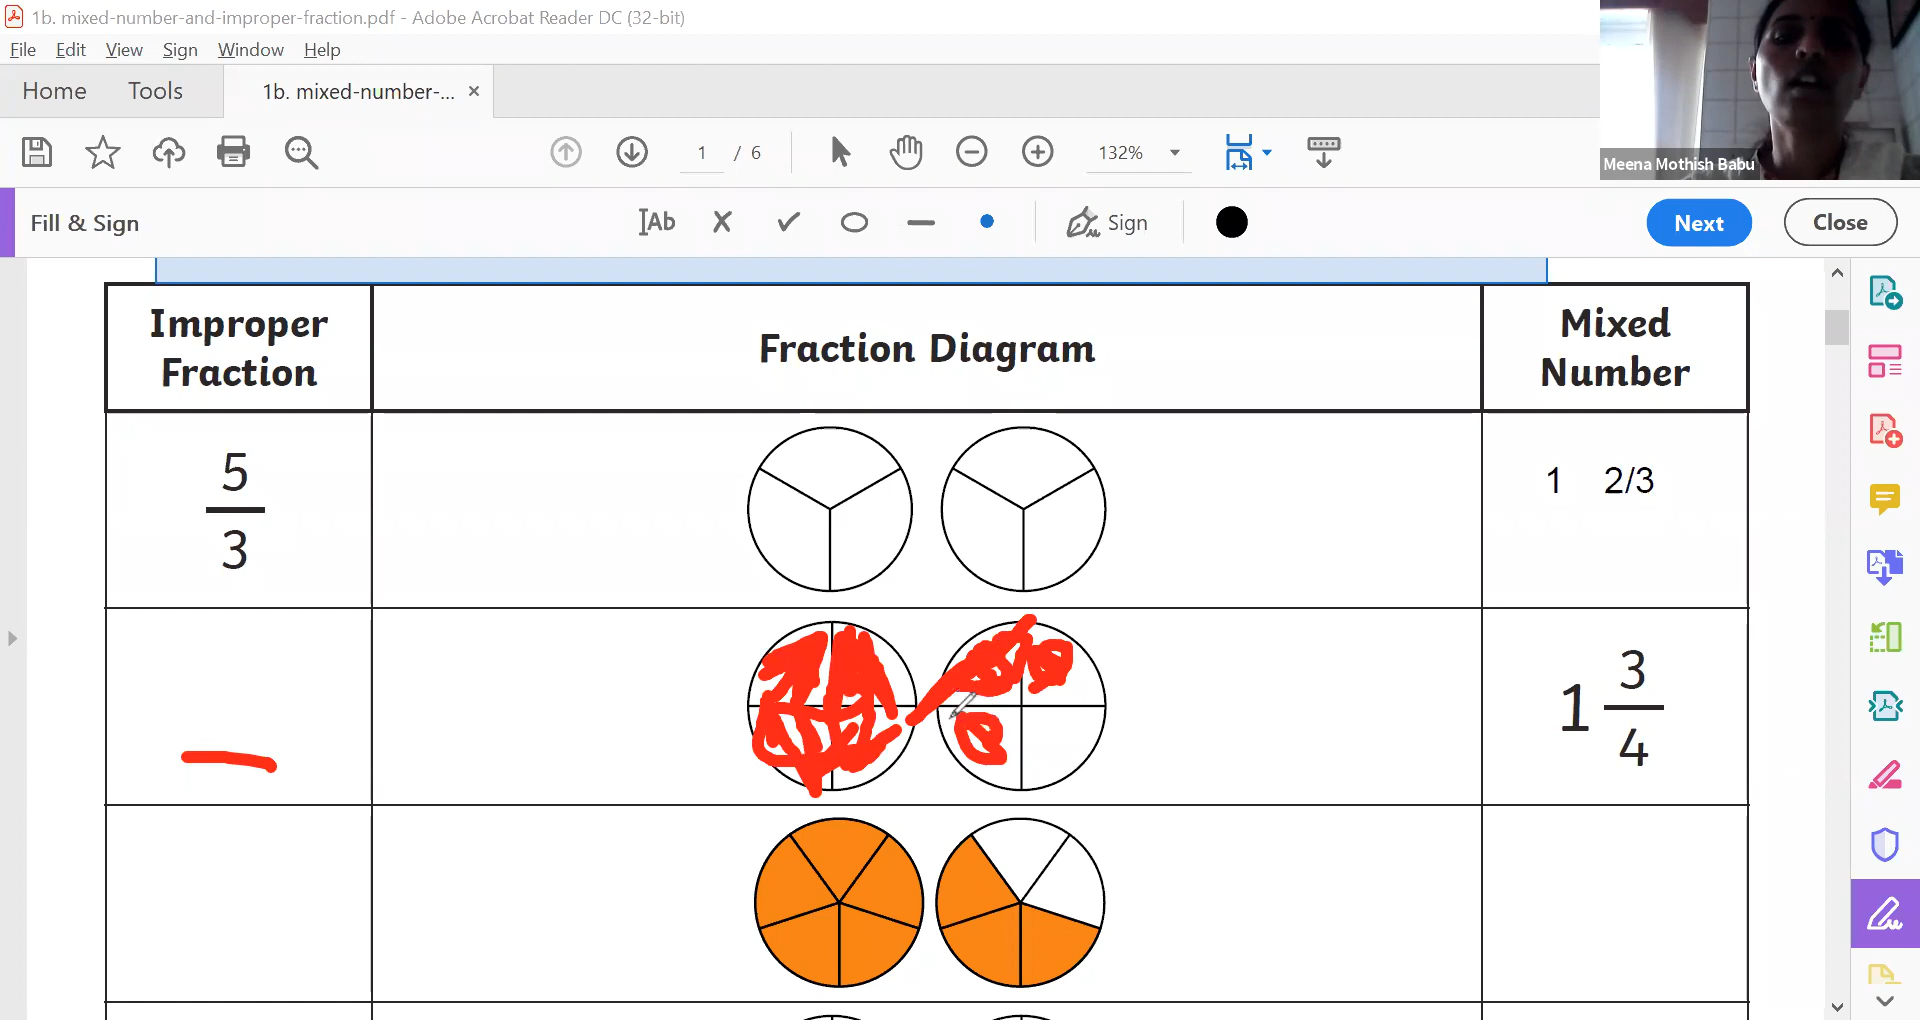 1b. mixed-number-and-improper-fraction.pdf - Adobe Acrobat Reader DC (32-bit)
File Edit View Sign Window Help
Home Tools 1b. mixed-number-... ×
1 / 6 132%
Meena Mothish Babu
Fill & Sign Ab Sign Next Close
Improper Fraction Diagram Mixed
Fraction Number
5
3
1 2/3
1 3
4